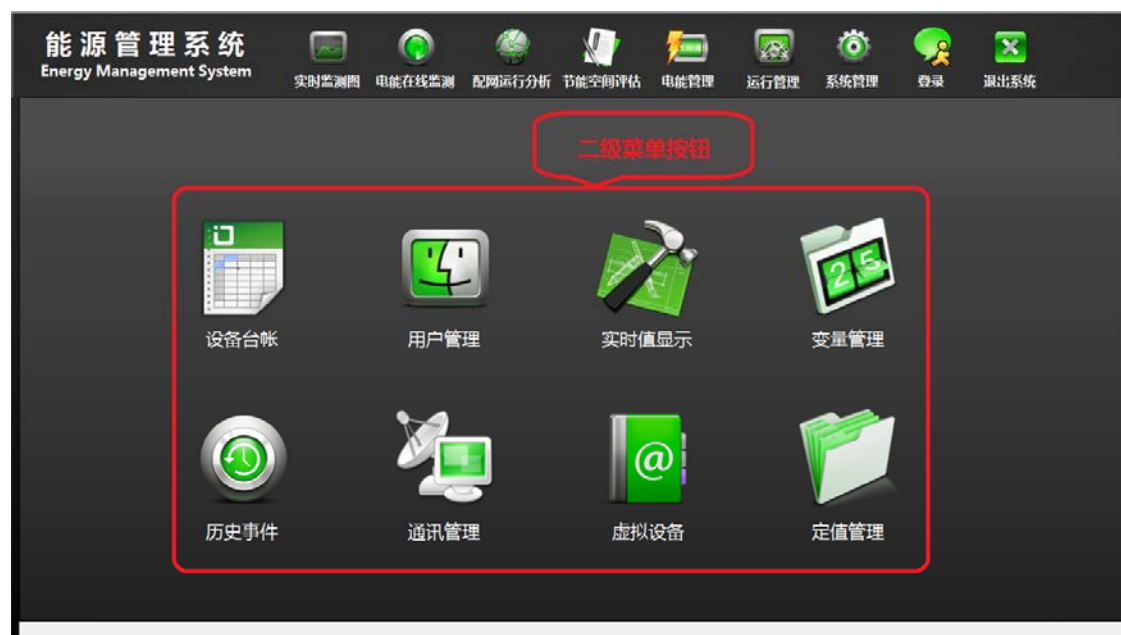 能源管理系统
Energy Management System
实时监测图 电能在线监测 配网运行分析 节能空间评估 电能管理 运行管理 系统管理 登录 退出系统
二级菜单按钮
设备台帐 用户管理 实时值显示 变量管理
25
@
历史事件 通讯管理 虚拟设备 定值管理